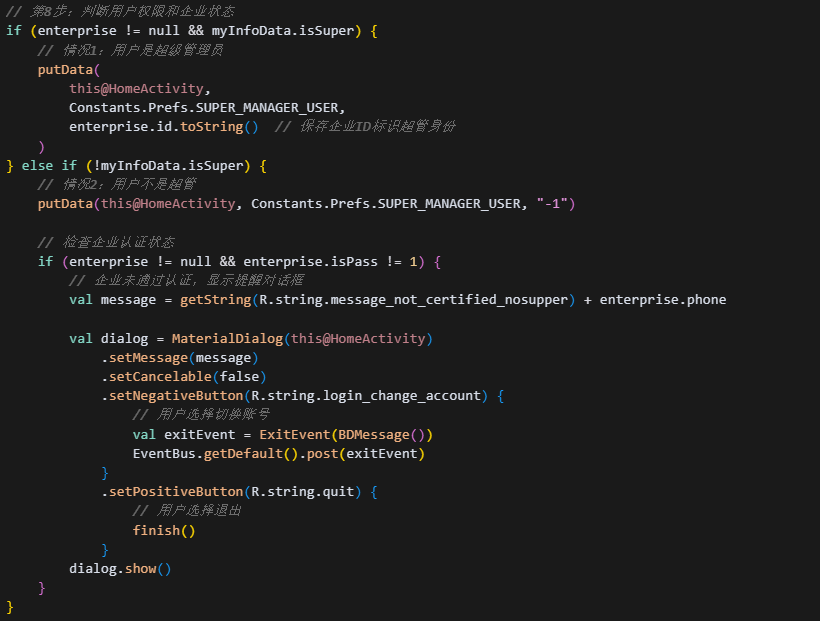 // 第8步：判断用户权限和企业状态
if (enterprise != null && myInfoData.isSuper) {
    // 情况1：用户是超级管理员
    putData(
        this@HomeActivity,
        Constants.Prefs.SUPER_MANAGER_USER,
        enterprise.id.toString()  // 保存企业ID标识超管身份
    )
} else if (!myInfoData.isSuper) {
    // 情况2：用户不是超管
    putData(this@HomeActivity, Constants.Prefs.SUPER_MANAGER_USER, "-1")

    // 检查企业认证状态
    if (enterprise != null && enterprise.isPass != 1) {
        // 企业未通过认证，显示提醒对话框
        val message = getString(R.string.message_not_certified_nosupper) + enterprise.phone

        val dialog = MaterialDialog(this@HomeActivity)
            .setMessage(message)
            .setCancelable(false)
            .setNegativeButton(R.string.login_change_account) {
                // 用户选择切换账号
                val exitEvent = ExitEvent(BDMessage())
                EventBus.getDefault().post(exitEvent)
            }
            .setPositiveButton(R.string.quit) {
                // 用户选择退出
                finish()
            }
        dialog.show()
    }
}